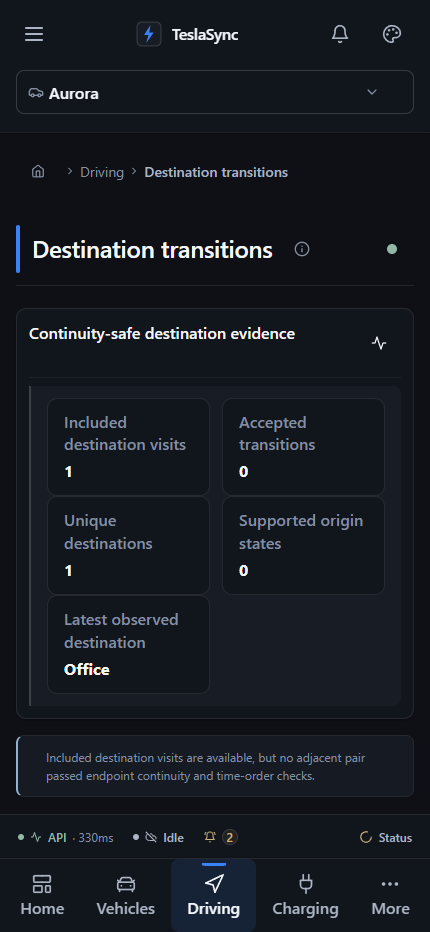 TeslaSync
Aurora
Driving
Destination transitions
Destination transitions
Continuity-safe destination evidence
Included
destination visits
1
Accepted
transitions
0
Unique
destinations
1
Supported origin
states
0
Latest observed
destination
Office
Included destination visits are available, but no adjacent pair
passed endpoint continuity and time-order checks.
API · 330ms
Idle
2
Status
Home
Vehicles
Driving
Charging
More